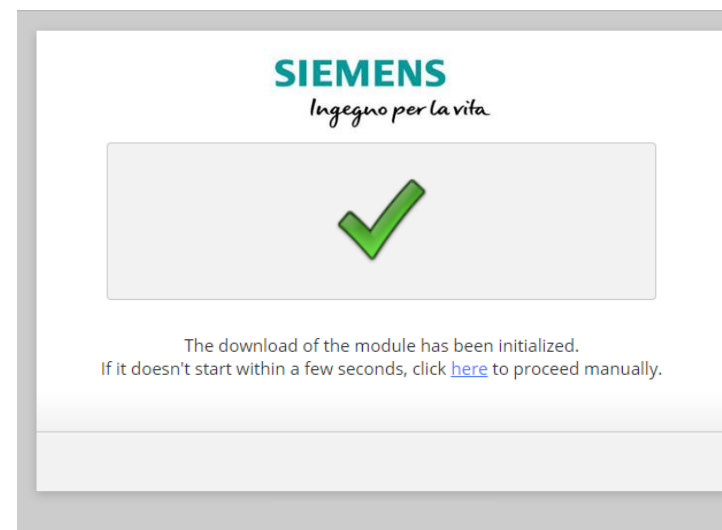 SIEMENS
Ingegno per la vita
The download of the module has been initialized.
If it doesn't start within a few seconds, click here to proceed manually.